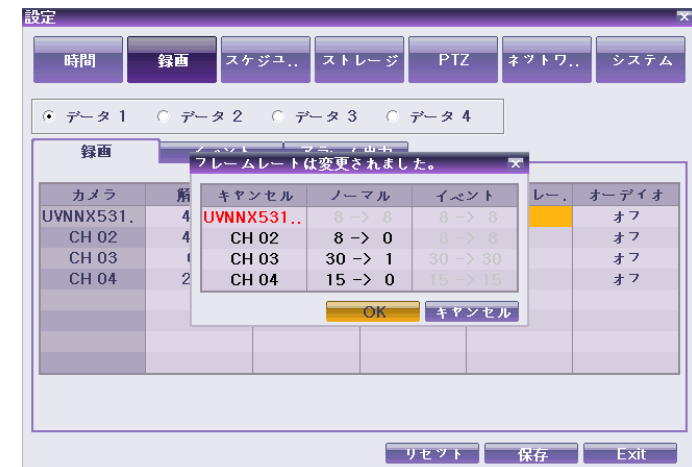 設定
時間 録画 スケジュ.. ストレージ PTZ ネットワ.. システム
データ 1 データ 2 データ 3 データ 4
録画
フレームレートは変更されました。
カメラ 解 レー. オーディオ
キャンセル ノーマル イベント
UVNNX531. 4 UVNNX531.. 8 -> 8 8 -> 8 オフ
CH 02 4 CH 02 8 -> 0 8 -> 8 オフ
CH 03 CH 03 30 -> 1 30 -> 30 オフ
CH 04 2 CH 04 15 -> 0 15 -> 15 オフ
OK キャンセル
リセット 保存 Exit